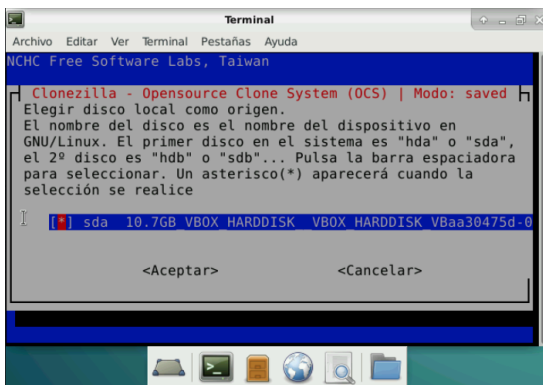 Terminal
Archivo Editar Ver Terminal Pestañas Ayuda
NCHC Free Software Labs, Taiwan
Clonezilla - Opensource Clone System (OCS) | Modo: saved
Elegir disco local como origen.
El nombre del disco es el nombre del dispositivo en
GNU/Linux. El primer disco en el sistema es "hda" o "sda",
el 2º disco es "hdb" o "sdb"... Pulsa la barra espaciadora
para seleccionar. Un asterisco(*) aparecerá cuando la
selección se realice
[*] sda 10.7GB_VBOX_HARDDISK__VBOX_HARDDISK_VBaa30475d-0
<Aceptar> <Cancelar>